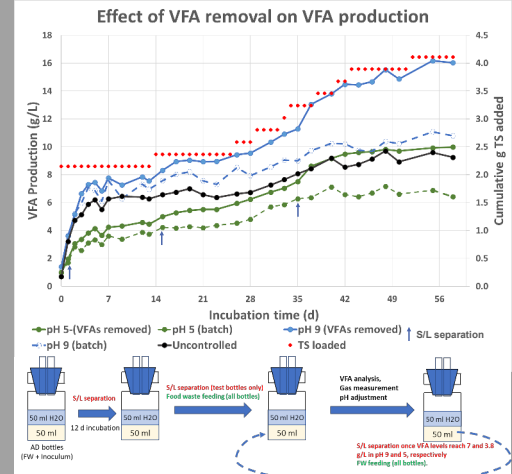 Effect of VFA removal on VFA production
18
16
14
12
10
8
6
4
2
0
VFA Production (g/L)
4.5
4.0
3.5
3.0
2.5
2.0
1.5
1.0
0.5
0.0
Cumulative g TS added
0 7 14 21 28 35 42 49 56
Incubation time (d)
pH 5-(VFAs removed) pH 5 (batch) pH 9 (VFAs removed)
pH 9 (batch) Uncontrolled TS loaded
S/L separation
50 ml H2O
50 ml
AD bottles
(FW + Inoculum)
S/L separation
12 d incubation
50 ml H2O
50 ml
S/L separation (test bottles only)
Food waste feeding (all bottles)
50 ml H2O
50 ml
VFA analysis,
Gas measurement
pH adjustment
50 ml H2O
50 ml
S/L separation once VFA levels reach 7 and 3.8
g/L in pH 9 and 5, respectively
FW feeding (all bottles).